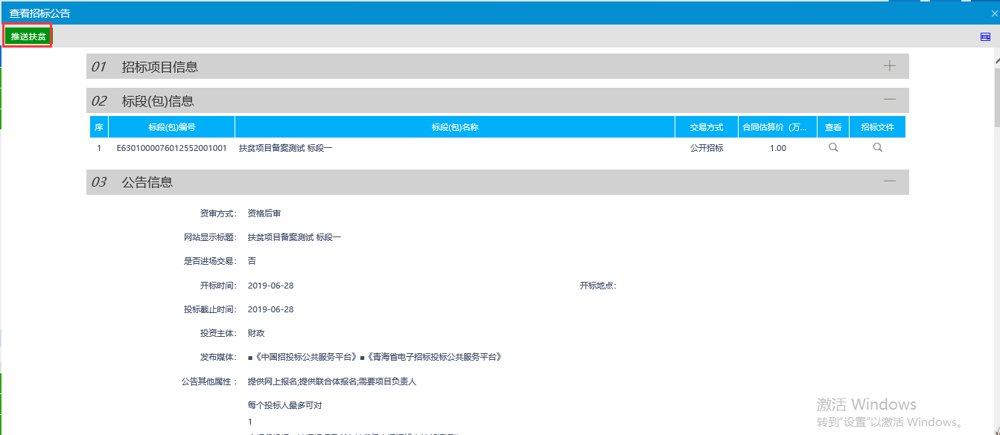 查看招标公告
推送扶贫
01 招标项目信息
02 标段(包)信息
序 标段(包)编号 标段(包)名称 交易方式 合同估算价（万... 查看 招标文件
1 E6301000076012552001001 扶贫项目备案测试 标段一 公开招标 1.00
03 公告信息
资审方式: 资格后审
网站显示标题: 扶贫项目备案测试 标段一
是否进场交易: 否
开标时间: 2019-06-28 开标地点:
投标截止时间: 2019-06-28
投资主体: 财政
发布媒体: ■《中国招投标公共服务平台》■《青海省电子招标投标公共服务平台》
公告其他属性： 提供网上报名;提供联合体报名;需要项目负责人
每个投标人最多可对
1
激活 Windows
转到“设置”以激活 Windows。